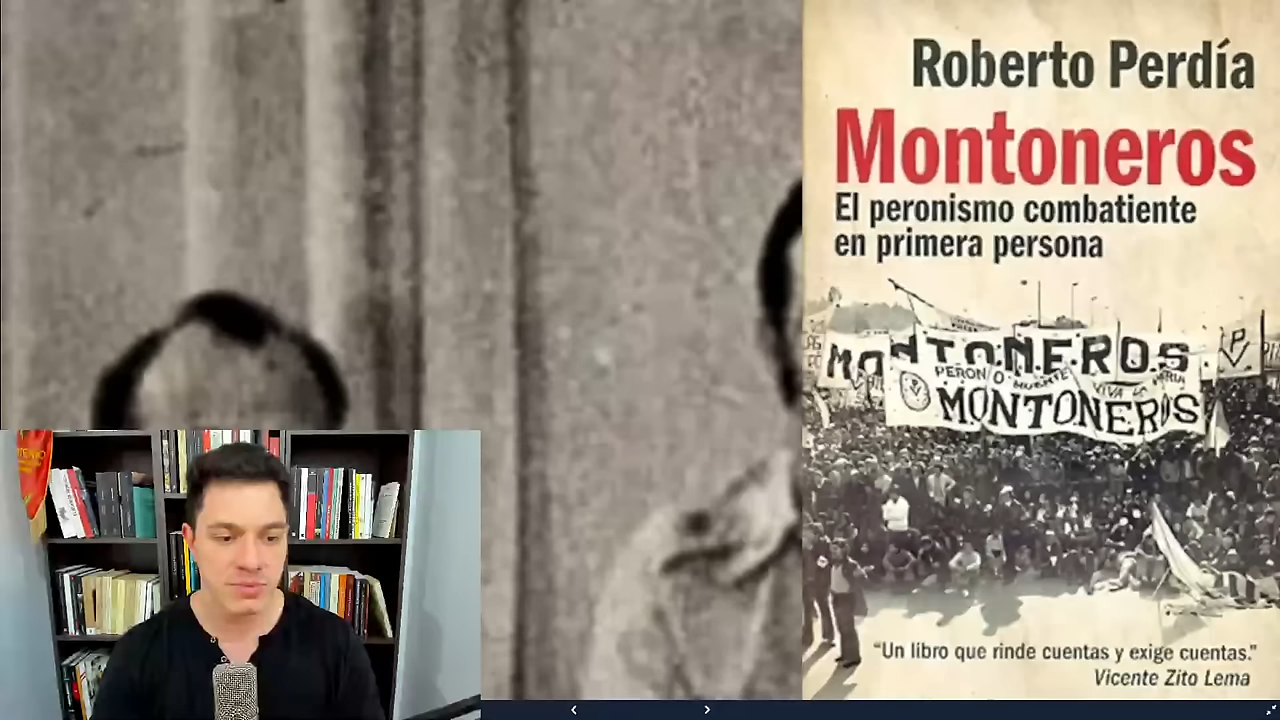 Roberto Perdía
Montoneros
El peronismo combatiente
en primera persona
MONTONEROS
PERON O MUERTE
VIVA LA PATRIA
MONTONEROS
“Un libro que rinde cuentas y exige cuentas.”
Vicente Zito Lema